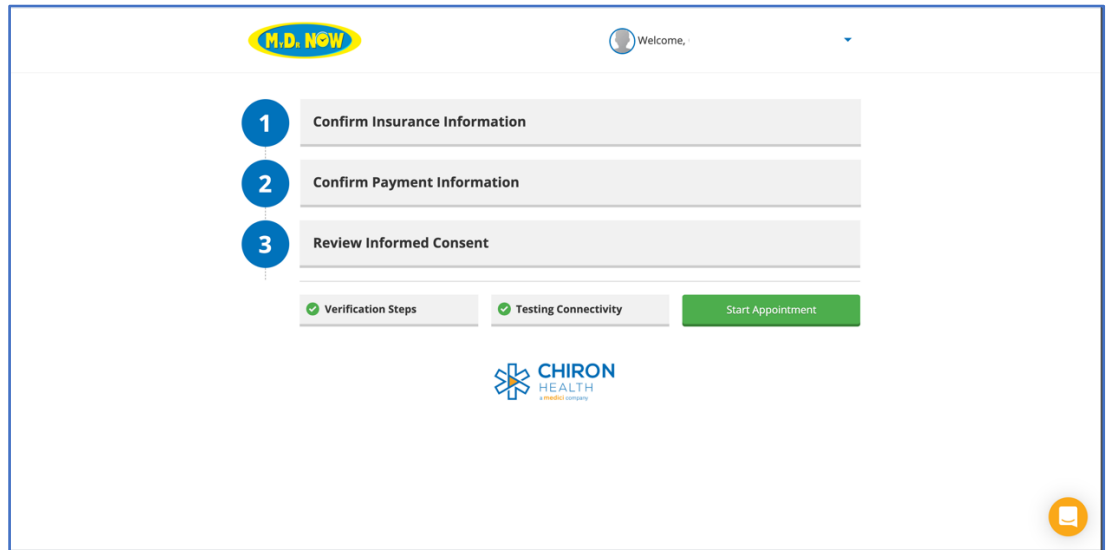 M.D. NOW
Welcome,
1
Confirm Insurance Information
2
Confirm Payment Information
3
Review Informed Consent
Verification Steps
Testing Connectivity
Start Appointment
CHIRON
HEALTH
a medici company